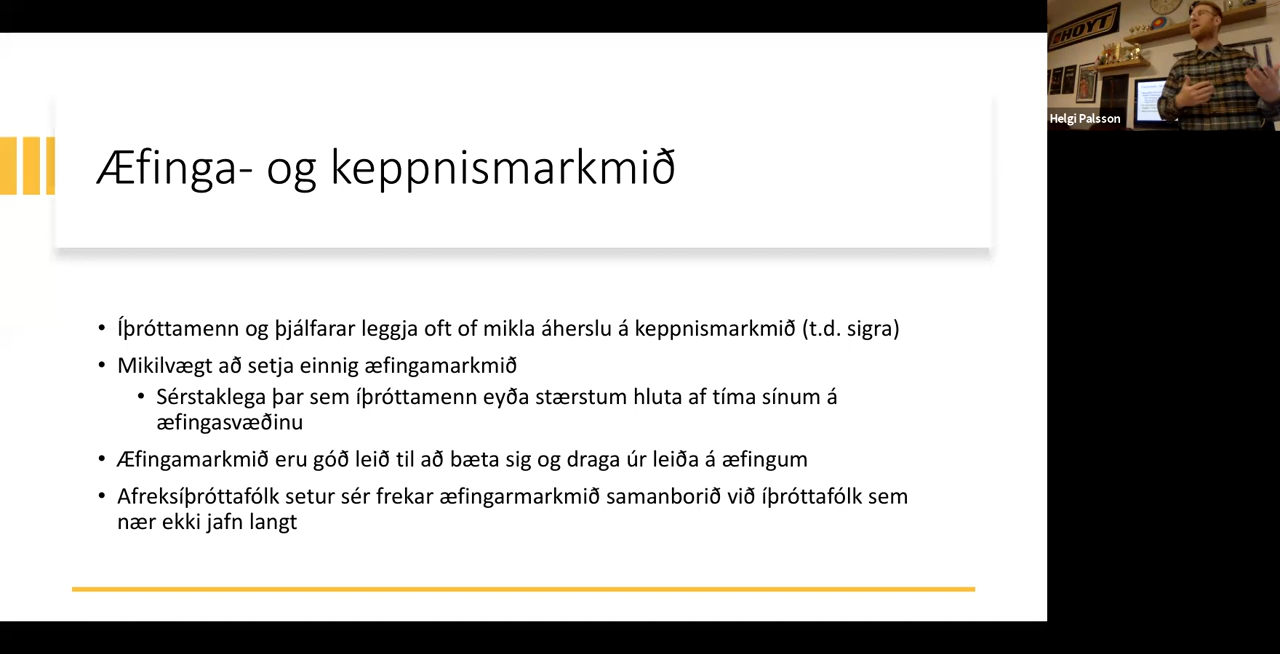 Æfinga- og keppnismarkmið
• Íþróttamenn og þjálfarar leggja oft of mikla áherslu á keppnismarkmið (t.d. sigra)
• Mikilvægt að setja einnig æfingamarkmið
• Sérstaklega þar sem íþróttamenn eyða stærstum hluta af tíma sínum á
æfingasvæðinu
• Æfingamarkmið eru góð leið til að bæta sig og draga úr leiða á æfingum
• Afreksíþróttafólk setur sér frekar æfingarmarkmið samanborið við íþróttafólk sem
nær ekki jafn langt
HOYT
Helgi Palsson